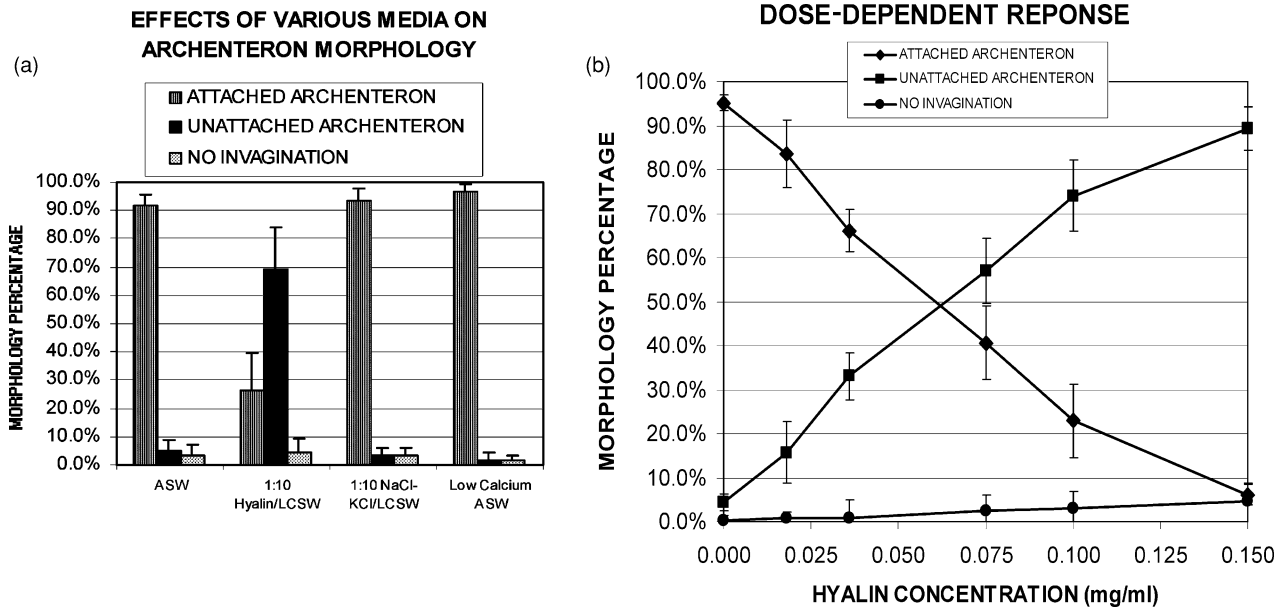 (a)
EFFECTS OF VARIOUS MEDIA ON
ARCHENTERON MORPHOLOGY
ATTACHED ARCHENTERON
UNATTACHED ARCHENTERON
NO INVAGINATION
MORPHOLOGY PERCENTAGE
100.0%
90.0%
80.0%
70.0%
60.0%
50.0%
40.0%
30.0%
20.0%
10.0%
0.0%
ASW
1:10
Hyalin/LCSW
1:10 NaCl-
KCl/LCSW
Low Calcium
ASW
(b)
DOSE-DEPENDENT REPONSE
ATTACHED ARCHENTERON
UNATTACHED ARCHENTERON
NO INVAGINATION
MORPHOLOGY PERCENTAGE
100.0%
90.0%
80.0%
70.0%
60.0%
50.0%
40.0%
30.0%
20.0%
10.0%
0.0%
0.000 0.025 0.050 0.075 0.100 0.125 0.150
HYALIN CONCENTRATION (mg/ml)